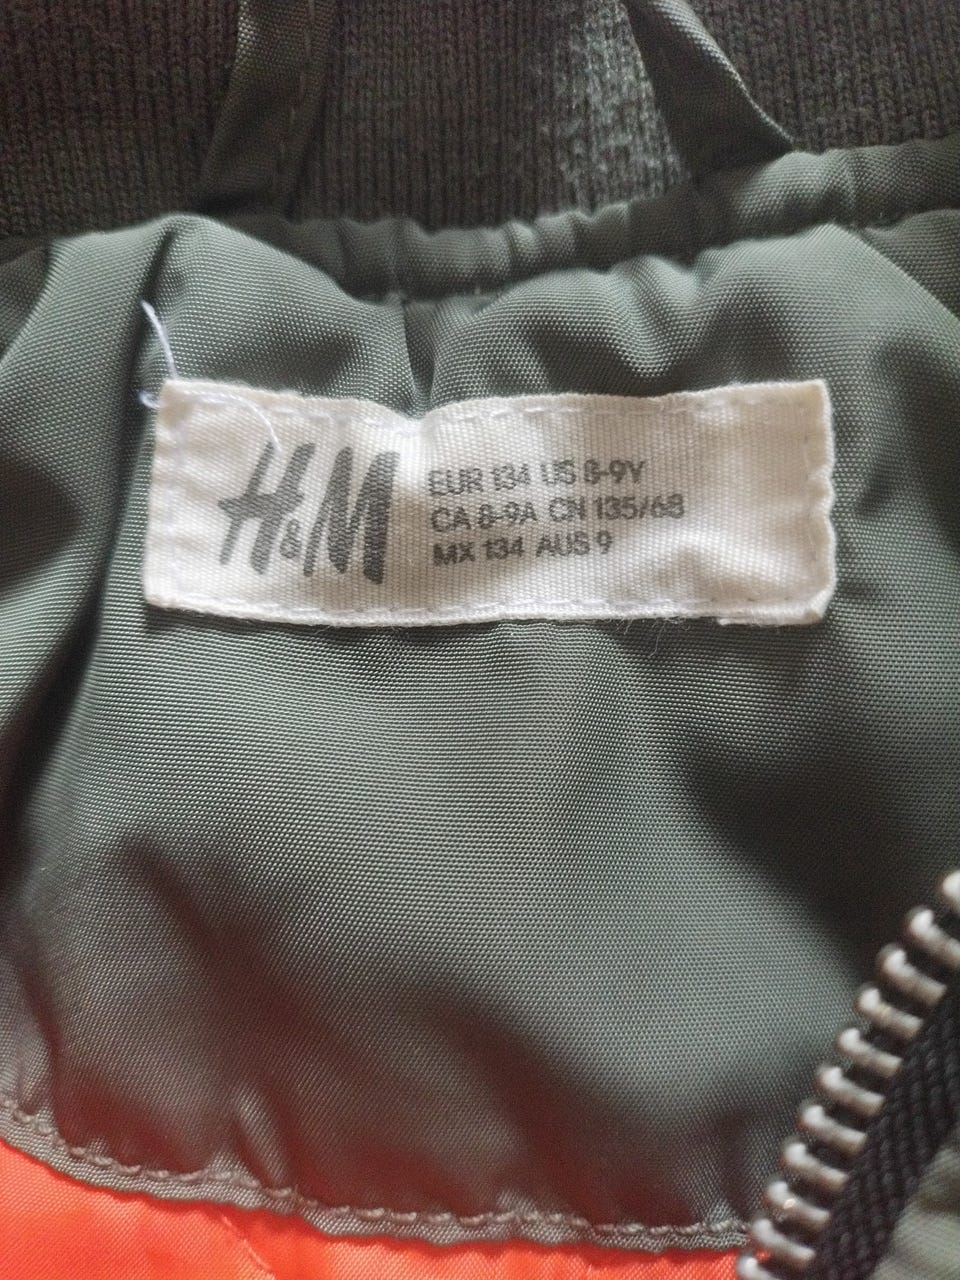 H&M
EUR 134 US 8-9Y
CA 8-9A CN 135/68
MX 134 AUS 9